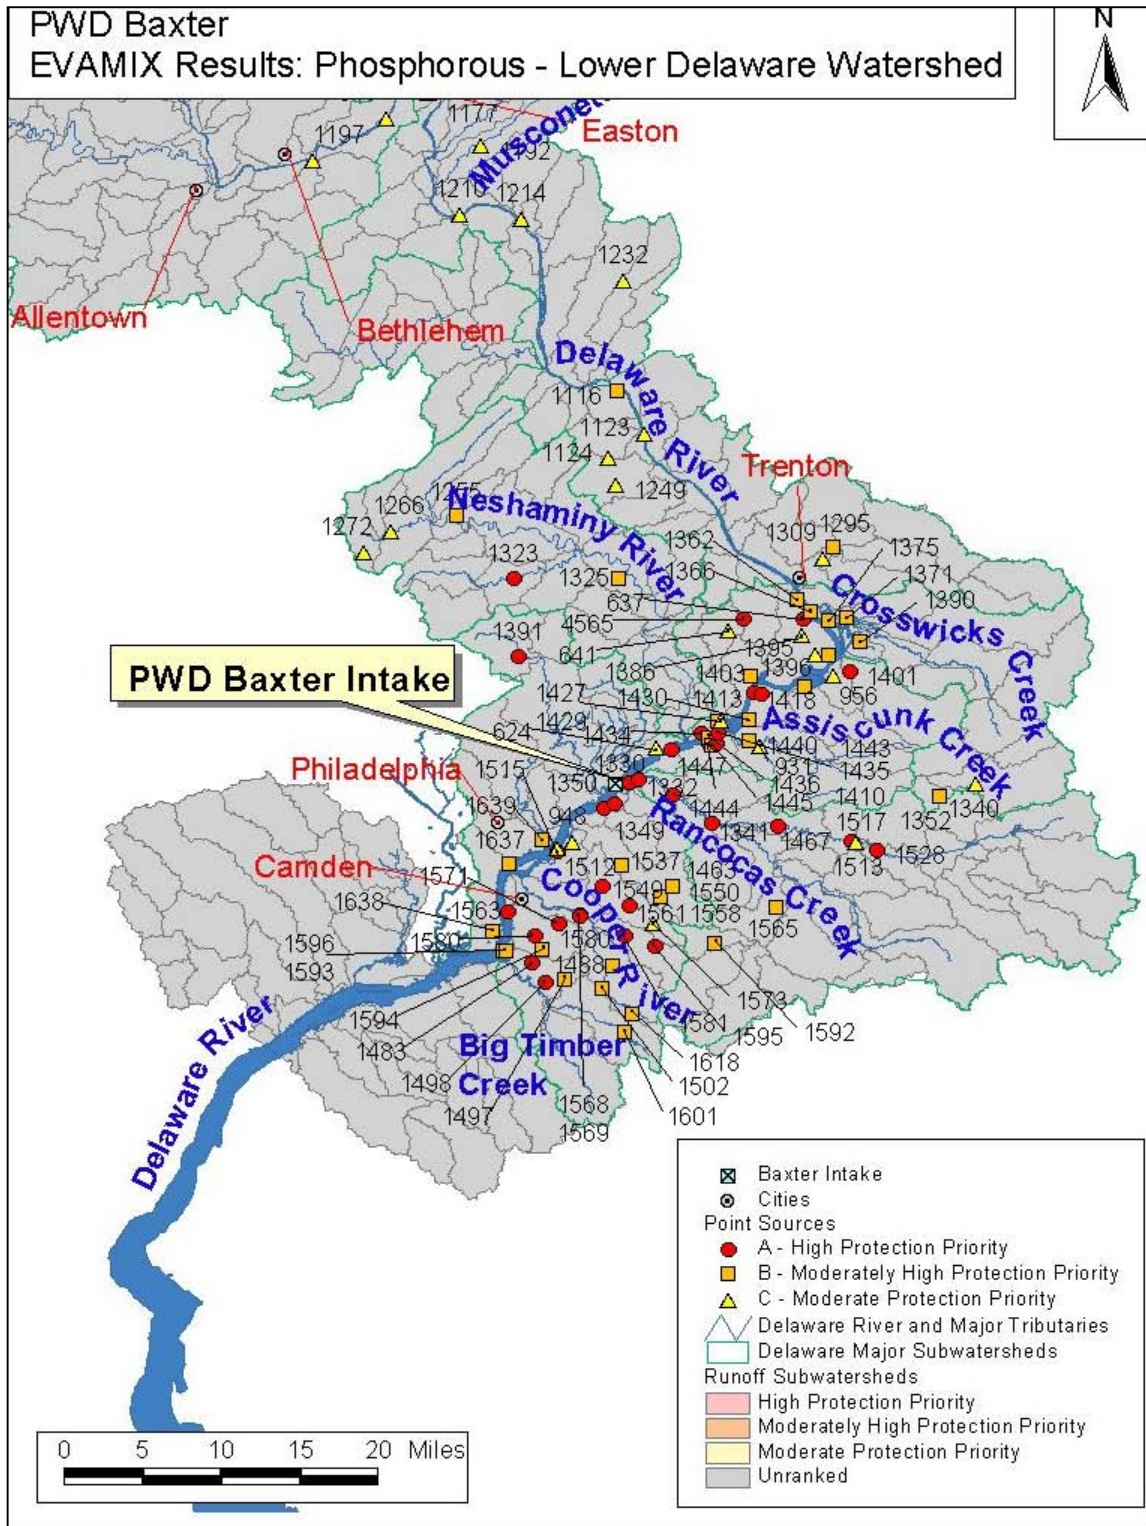 PWD Baxter
EVAMIX Results: Phosphorous - Lower Delaware Watershed
N
1177
Easton
1197
Musconet
1210
1214
1232
Allentown
Bethlehem
Delaware River
1116
1123
1124
1249
Trenton
1255
1266
1272
Neshaminy River
1309
1295
1362
1375
1323
1325
1366
1371
637
1390
Crosswicks Creek
4565
1391
641
1395
1386
1403
1396
1401
PWD Baxter Intake
1427
1430
1413
1418
956
Assiscunk Creek
624
1429
1434
1440
1443
1330
1447
931
1435
Philadelphia
1515
1350
1332
1436
1410
1340
1639
948
1444
1445
1352
1637
1349
1341
1467
1517
Rancocas Creek
1513
1528
1512
1537
1463
Camden
1571
Cooper River
1549
1550
1638
1563
1561
1558
1565
1596
1580
1580
1593
1488
1573
1594
1581
1592
Delaware River
1483
Big Timber
Creek
1595
1618
1498
1502
1497
1568
1601
1569
Baxter Intake
Cities
Point Sources
A - High Protection Priority
B - Moderately High Protection Priority
C - Moderate Protection Priority
Delaware River and Major Tributaries
Delaware Major Subwatersheds
Runoff Subwatersheds
High Protection Priority
Moderately High Protection Priority
Moderate Protection Priority
Unranked
0 5 10 15 20 Miles